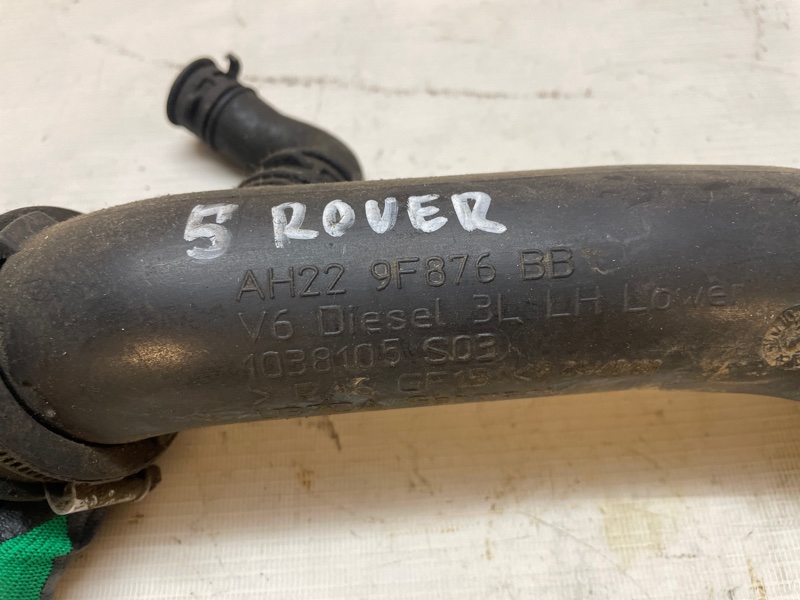 5 ROVER
AH22 9F876 BB
V6 Diesel 3L LH Lower
1038105 S03